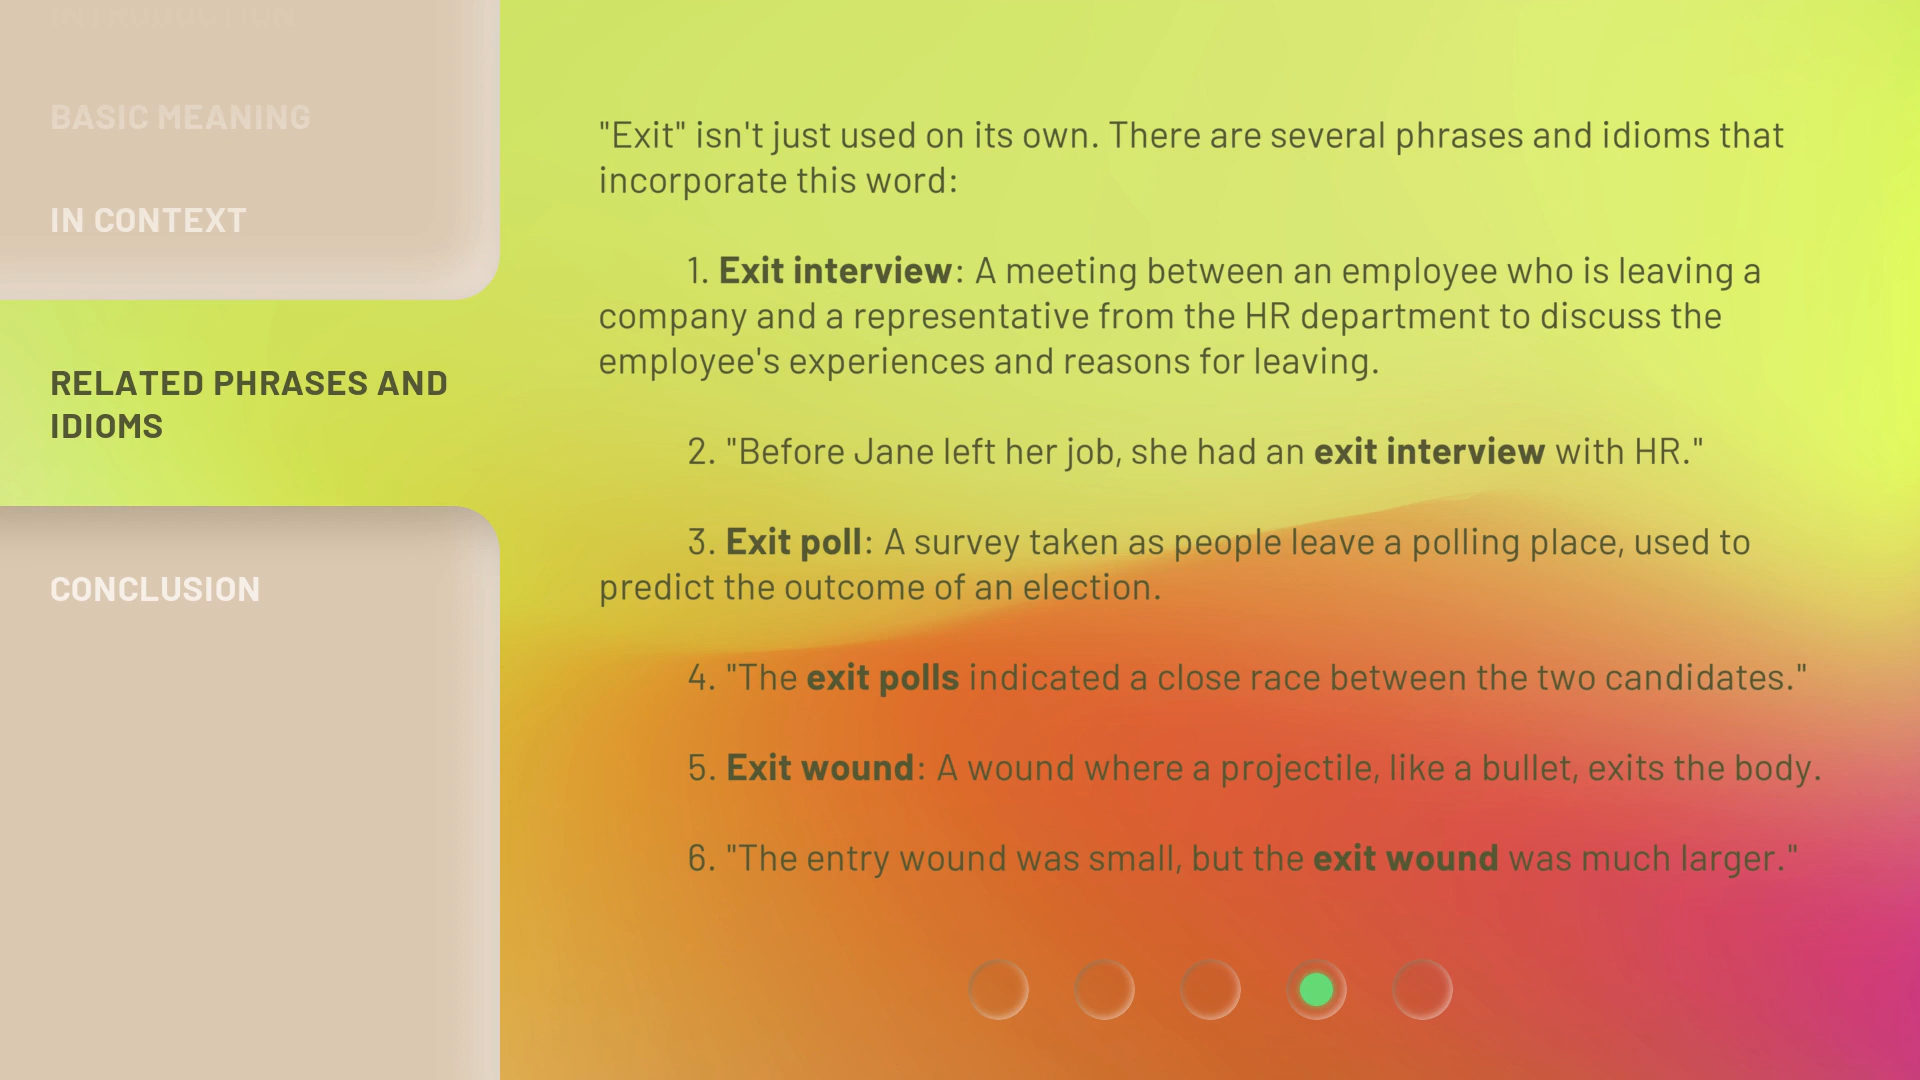 INTRODUCTION
BASIC MEANING
IN CONTEXT
RELATED PHRASES AND
IDIOMS
CONCLUSION
"Exit" isn't just used on its own. There are several phrases and idioms that
incorporate this word:
1. Exit interview: A meeting between an employee who is leaving a
company and a representative from the HR department to discuss the
employee's experiences and reasons for leaving.
2. "Before Jane left her job, she had an exit interview with HR."
3. Exit poll: A survey taken as people leave a polling place, used to
predict the outcome of an election.
4. "The exit polls indicated a close race between the two candidates."
5. Exit wound: A wound where a projectile, like a bullet, exits the body.
6. "The entry wound was small, but the exit wound was much larger."